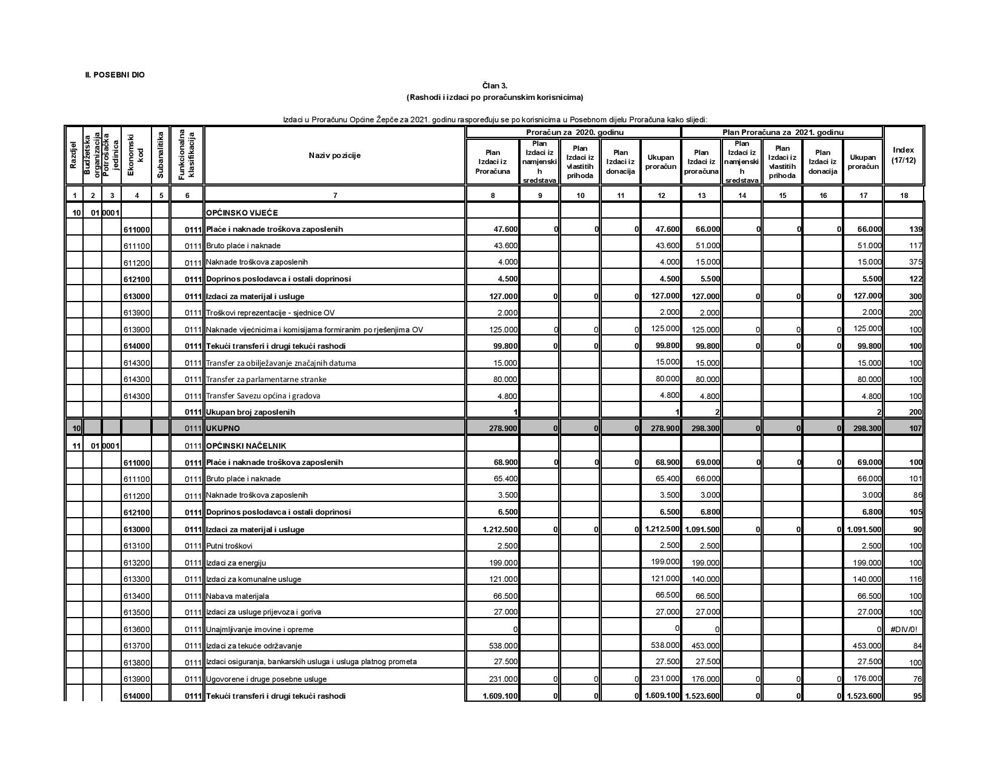 II. POSEBNI DIO
Član 3.
(Rashodi i izdaci po proračunskim korisnicima)
Izdaci u Proračunu Općine Žepče za 2021. godinu raspoređuju se po korisnicima u Posebnom dijelu Proračuna kako slijedi:
Razdjel Budžetska organizacija Potrošačka jedinica Ekonomski kod Subanalitika Funkcionalna klasifikacija Naziv pozicije Proračun za 2020. godinu Plan Proračuna za 2021. godinu Index (17/12)
Plan Izdaci iz Proračuna Plan Izdaci iz namjenski h sredstava Plan Izdaci iz vlastitih prihoda Plan Izdaci iz donacija Ukupan proračun Plan Izdaci iz proračuna Plan Izdaci iz namjenski h sredstava Plan Izdaci iz vlastitih prihoda Plan Izdaci iz donacija Ukupan proračun
1 2 3 4 5 6 7 8 9 10 11 12 13 14 15 16 17 18
10 01 0001 OPĆINSKO VIJEĆE
611000 0111 Plaće i naknade troškova zaposlenih 47.600 0 0 0 47.600 66.000 0 0 0 66.000 139
611100 0111 Bruto plaće i naknade 43.600 43.600 51.000 51.000 117
611200 0111 Naknade troškova zaposlenih 4.000 4.000 15.000 15.000 375
612100 0111 Doprinos poslodavca i ostali doprinosi 4.500 4.500 5.500 5.500 122
613000 0111 Izdaci za materijal i usluge 127.000 0 0 0 127.000 127.000 0 0 0 127.000 300
613900 0111 Troškovi reprezentacije - sjednice OV 2.000 2.000 2.000 2.000 200
613900 0111 Naknade vijećnicima i komisijama formiranim po rješenjima OV 125.000 0 0 0 125.000 125.000 0 0 0 125.000 100
614000 0111 Tekući transferi i drugi tekući rashodi 99.800 0 0 0 99.800 99.800 0 0 0 99.800 100
614300 0111 Transfer za obilježavanje značajnih datuma 15.000 15.000 15.000 15.000 100
614300 0111 Transfer za parlamentarne stranke 80.000 80.000 80.000 80.000 100
614300 0111 Transfer Savezu općina i gradova 4.800 4.800 4.800 4.800 100
0111 Ukupan broj zaposlenih 1 1 2 2 200
10 0111 UKUPNO 278.900 0 0 0 278.900 298.300 0 0 0 298.300 107
11 01 0001 0111 OPĆINSKI NAČELNIK
611000 0111 Plaće i naknade troškova zaposlenih 68.900 0 0 0 68.900 69.000 0 0 0 69.000 100
611100 0111 Bruto plaće i naknade 65.400 65.400 66.000 66.000 101
611200 0111 Naknade troškova zaposlenih 3.500 3.500 3.000 3.000 86
612100 0111 Doprinos poslodavca i ostali doprinosi 6.500 6.500 6.800 6.800 105
613000 0111 Izdaci za materijal i usluge 1.212.500 0 0 0 1.212.500 1.091.500 0 0 0 1.091.500 90
613100 0111 Putni troškovi 2.500 2.500 2.500 2.500 100
613200 0111 Izdaci za energiju 199.000 199.000 199.000 199.000 100
613300 0111 Izdaci za komunalne usluge 121.000 121.000 140.000 140.000 116
613400 0111 Nabava materijala 66.500 66.500 66.500 66.500 100
613500 0111 Izdaci za usluge prijevoza i goriva 27.000 27.000 27.000 27.000 100
613600 0111 Unajmljivanje imovine i opreme 0 0 0 0 #DIV/0!
613700 0111 Izdaci za tekuće održavanje 538.000 538.000 453.000 453.000 84
613800 0111 Izdaci osiguranja, bankarskih usluga i usluga platnog prometa 27.500 27.500 27.500 27.500 100
613900 0111 Ugovorene i druge posebne usluge 231.000 0 0 0 231.000 176.000 0 0 0 176.000 76
614000 0111 Tekući transferi i drugi tekući rashodi 1.609.100 0 0 0 1.609.100 1.523.600 0 0 0 1.523.600 95